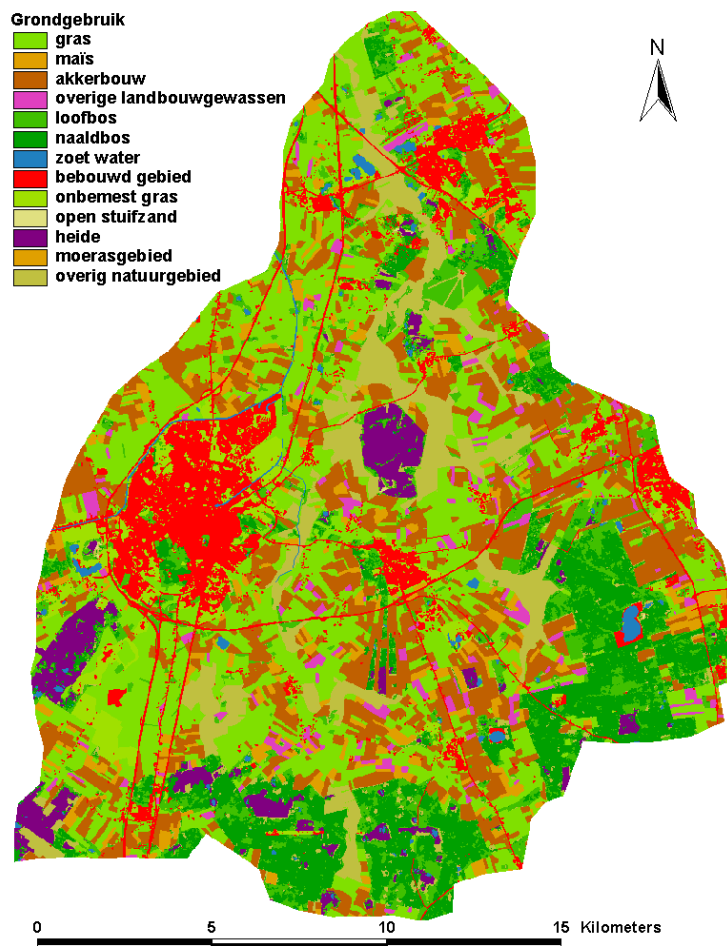 Grondgebruik
gras
maïs
akkerbouw
overige landbouwgewassen
loofbos
naaldbos
zoet water
bebouwd gebied
onbemest gras
open stuifzand
heide
moerasgebied
overig natuurgebied
N
0 5 10 15 Kilometers